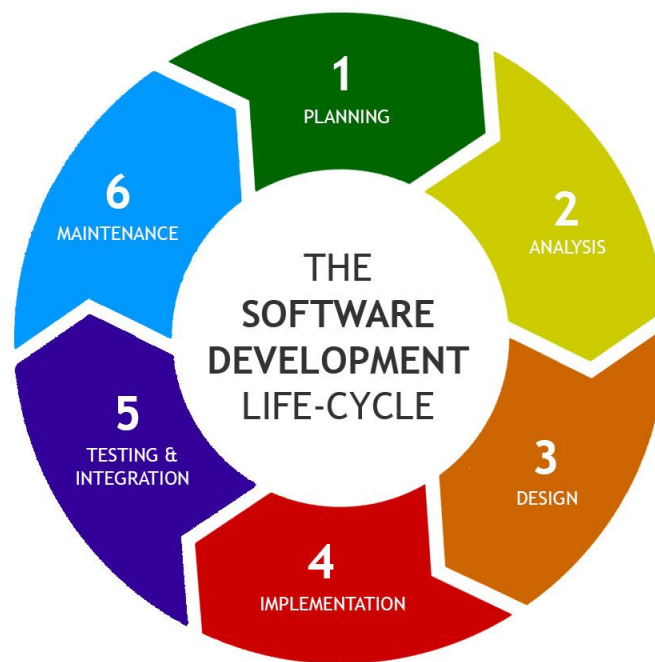 1
PLANNING
2
ANALYSIS
3
DESIGN
4
IMPLEMENTATION
5
TESTING &
INTEGRATION
6
MAINTENANCE
THE
SOFTWARE
DEVELOPMENT
LIFE-CYCLE